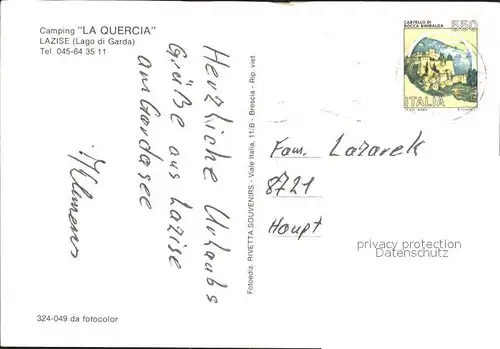 Camping "LA QUERCIA"
LAZISE (Lago di Garda)
Tel. 045-64 35 11
Herzliche Urlaubs
Grüße aus Lazise
am Gardasee
324-049 da fotocolor
Fotoediz. RIVETTA SOUVENIRS - Viale Italia, 11/B - Brescia - Rip. viet
CASTELLO DI
ROCCA SINIBALDA
550
ITALIA
Fam. Lazarek
8721
Haupt
privacy protection
Datenschutz